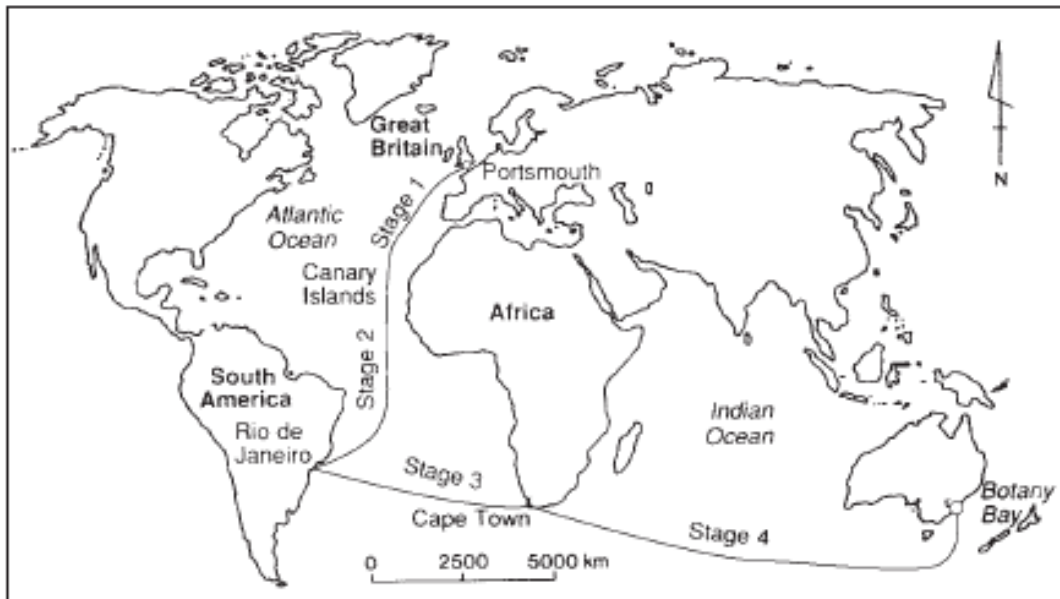 Great
Britain
Portsmouth
N
Stage 1
Atlantic
Ocean
Canary
Islands
Africa
Stage 2
South
America
Rio de
Janeiro
Indian
Ocean
Stage 3
Cape Town
Stage 4
Botany
Bay
0 2500 5000 km